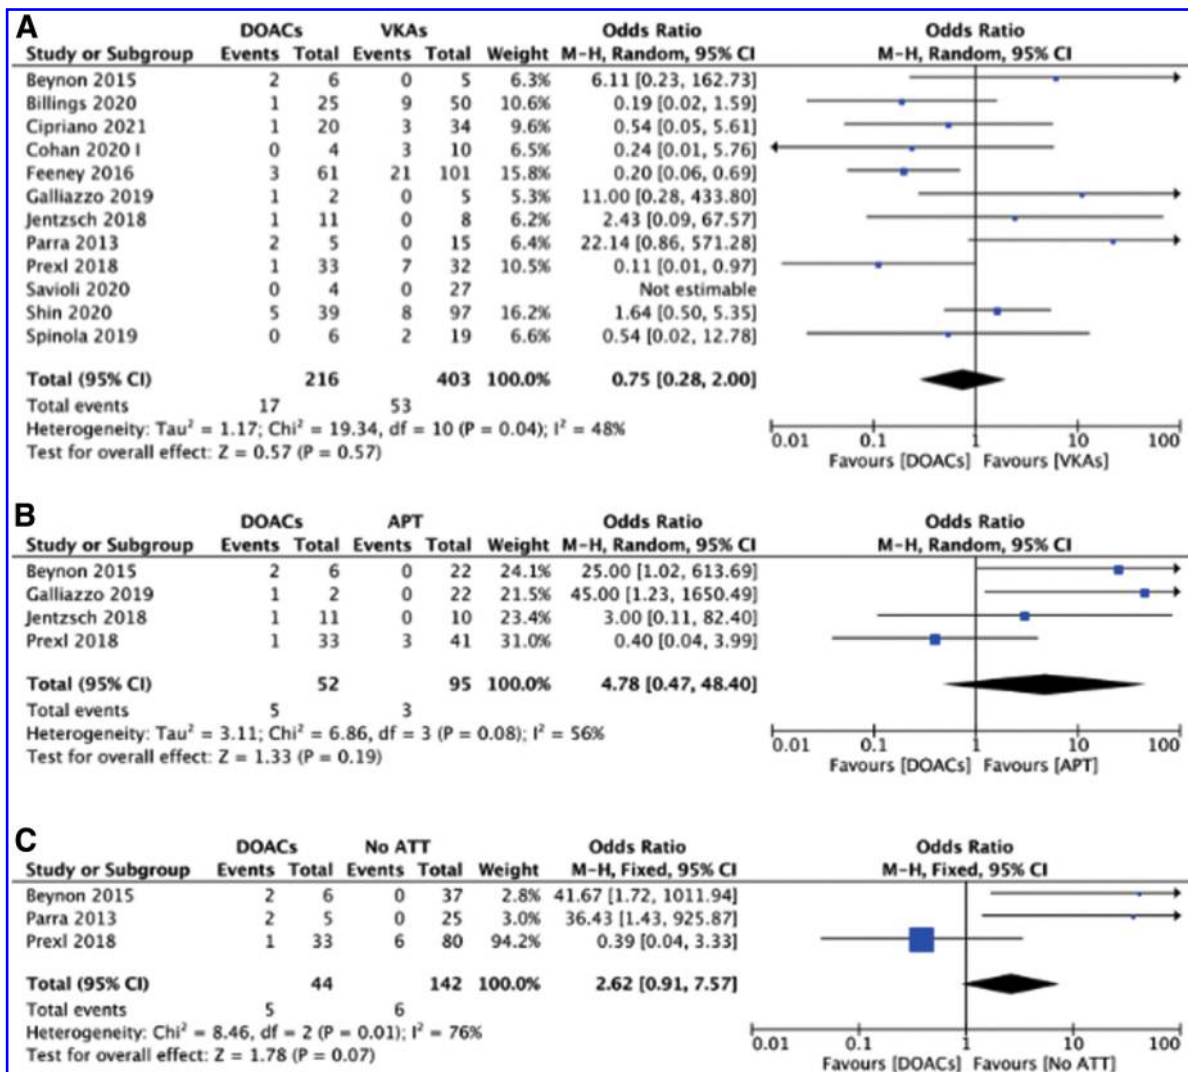 A
DOACs VKAs Odds Ratio Odds Ratio
Study or Subgroup Events Total Events Total Weight M-H, Random, 95% CI M-H, Random, 95% CI
Beynon 2015 2 6 0 5 6.3% 6.11 [0.23, 162.73]
Billings 2020 1 25 9 50 10.6% 0.19 [0.02, 1.59]
Cipriano 2021 1 20 3 34 9.6% 0.54 [0.05, 5.61]
Cohan 2020 I 0 4 3 10 6.5% 0.24 [0.01, 5.76]
Feeney 2016 3 61 21 101 15.8% 0.20 [0.06, 0.69]
Galliazzo 2019 1 2 0 5 5.3% 11.00 [0.28, 433.80]
Jentzsch 2018 1 11 0 8 6.2% 2.43 [0.09, 67.57]
Parra 2013 2 5 0 15 6.4% 22.14 [0.86, 571.28]
Prexl 2018 1 33 7 32 10.5% 0.11 [0.01, 0.97]
Savioli 2020 0 4 0 27 Not estimable
Shin 2020 5 39 8 97 16.2% 1.64 [0.50, 5.35]
Spinola 2019 0 6 2 19 6.6% 0.54 [0.02, 12.78]
Total (95% CI) 216 403 100.0% 0.75 [0.28, 2.00]
Total events 17 53
Heterogeneity: Tau² = 1.17; Chi² = 19.34, df = 10 (P = 0.04); I² = 48%
Test for overall effect: Z = 0.57 (P = 0.57)
0.01 0.1 1 10 100
Favours [DOACs] Favours [VKAs]
B
DOACs APT Odds Ratio Odds Ratio
Study or Subgroup Events Total Events Total Weight M-H, Random, 95% CI M-H, Random, 95% CI
Beynon 2015 2 6 0 22 24.1% 25.00 [1.02, 613.69]
Galliazzo 2019 1 2 0 22 21.5% 45.00 [1.23, 1650.49]
Jentzsch 2018 1 11 0 10 23.4% 3.00 [0.11, 82.40]
Prexl 2018 1 33 3 41 31.0% 0.40 [0.04, 3.99]
Total (95% CI) 52 95 100.0% 4.78 [0.47, 48.40]
Total events 5 3
Heterogeneity: Tau² = 3.11; Chi² = 6.86, df = 3 (P = 0.08); I² = 56%
Test for overall effect: Z = 1.33 (P = 0.19)
0.01 0.1 1 10 100
Favours [DOACs] Favours [APT]
C
DOACs No ATT Odds Ratio Odds Ratio
Study or Subgroup Events Total Events Total Weight M-H, Fixed, 95% CI M-H, Fixed, 95% CI
Beynon 2015 2 6 0 37 2.8% 41.67 [1.72, 1011.94]
Parra 2013 2 5 0 25 3.0% 36.43 [1.43, 925.87]
Prexl 2018 1 33 6 80 94.2% 0.39 [0.04, 3.33]
Total (95% CI) 44 142 100.0% 2.62 [0.91, 7.57]
Total events 5 6
Heterogeneity: Chi² = 8.46, df = 2 (P = 0.01); I² = 76%
Test for overall effect: Z = 1.78 (P = 0.07)
0.01 0.1 1 10 100
Favours [DOACs] Favours [No ATT]